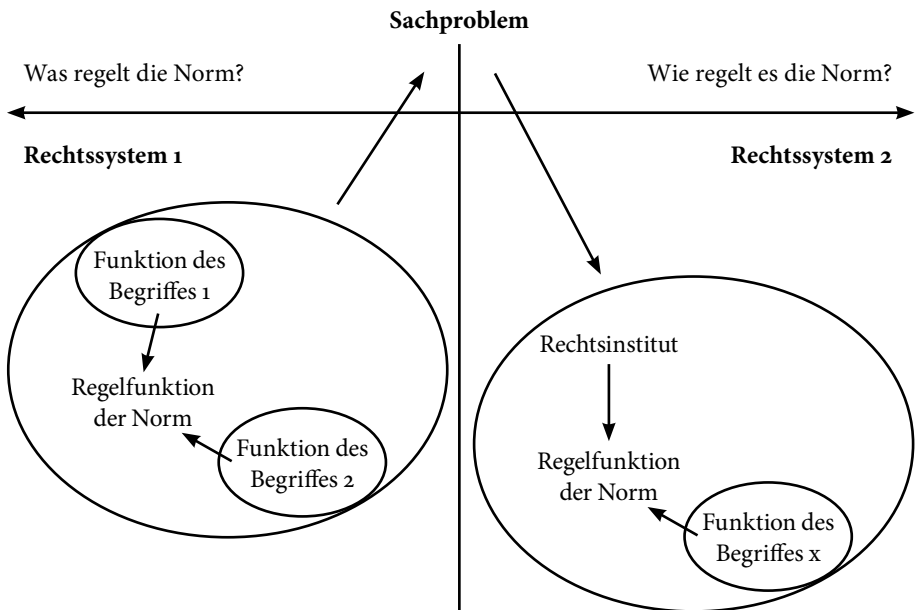 Sachproblem
Was regelt die Norm?
Wie regelt es die Norm?
Rechtssystem 1
Rechtssystem 2
Funktion des
Begriffes 1
Regelfunktion
der Norm
Funktion des
Begriffes 2
Rechtsinstitut
Regelfunktion
der Norm
Funktion des
Begriffes x